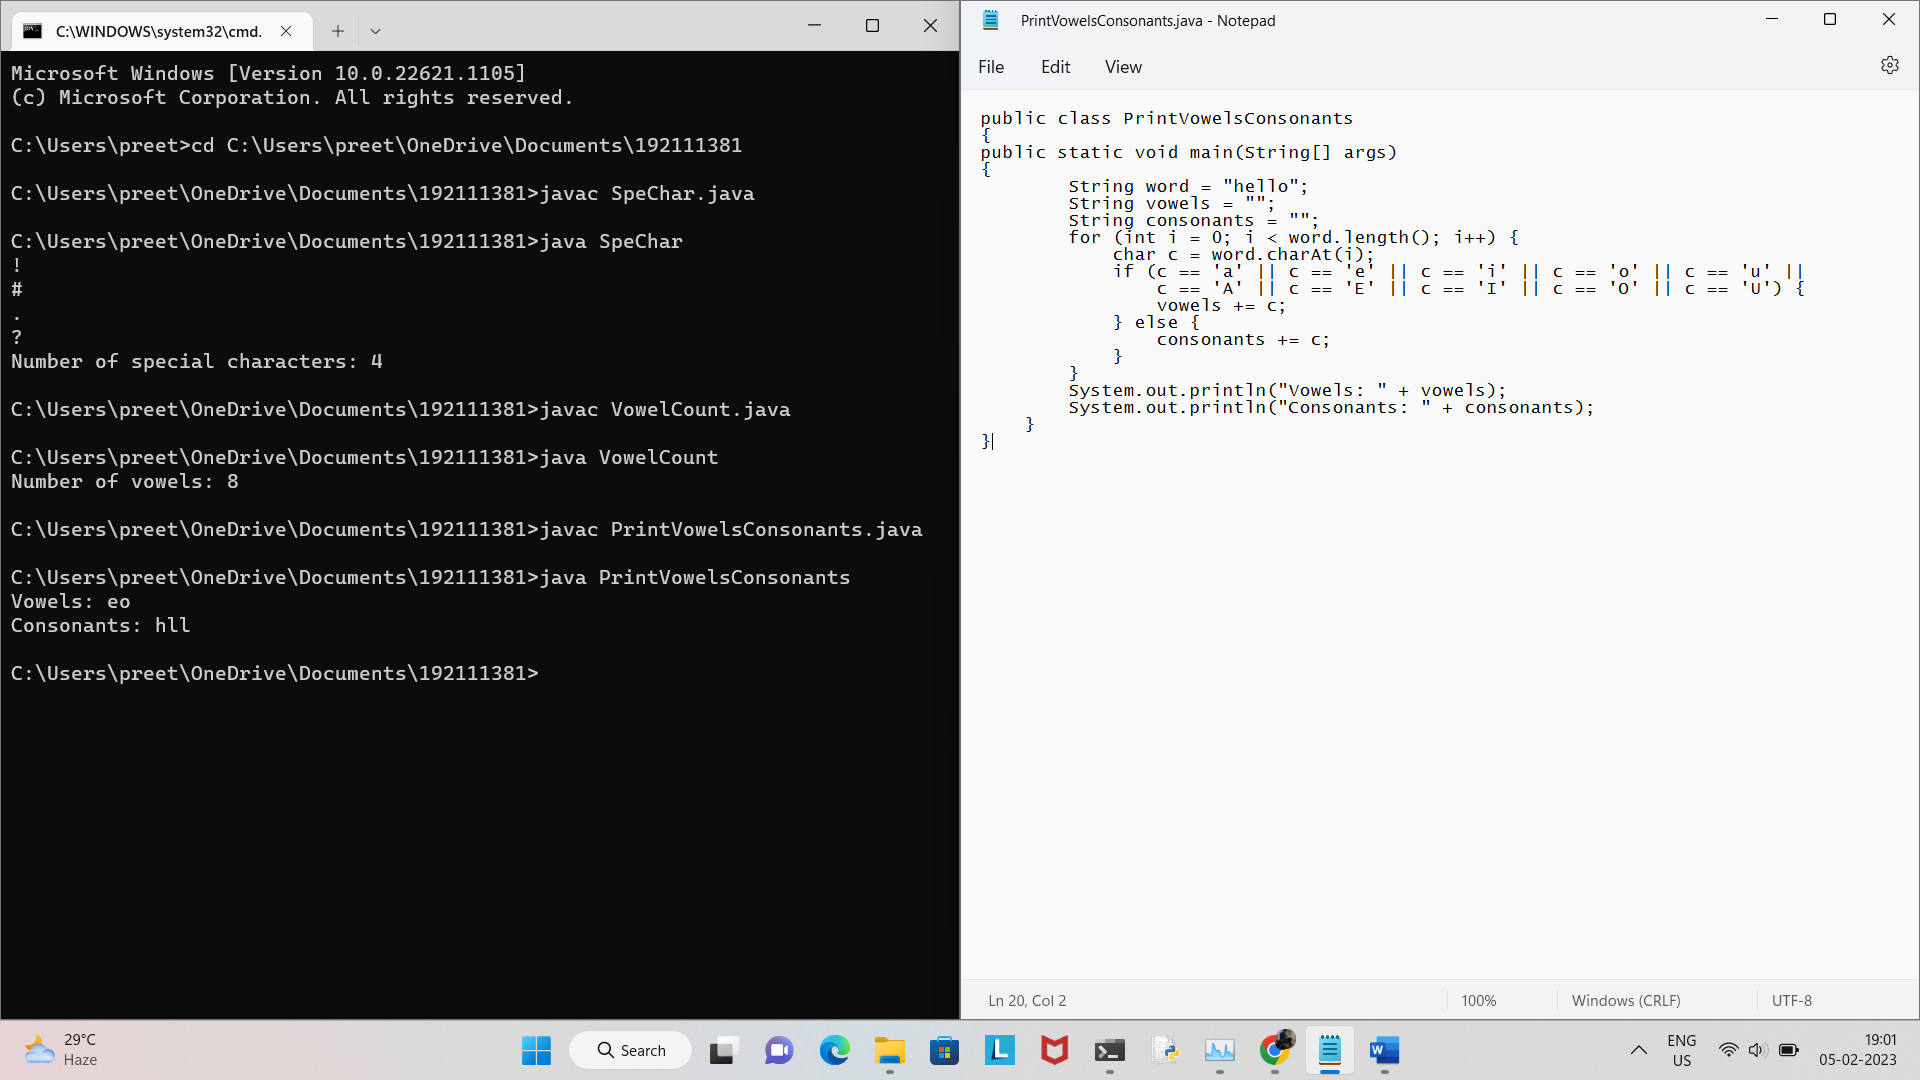 C:\WINDOWS\system32\cmd.
Microsoft Windows [Version 10.0.22621.1105]
(c) Microsoft Corporation. All rights reserved.
C:\Users\preet>cd C:\Users\preet\OneDrive\Documents\192111381
C:\Users\preet\OneDrive\Documents\192111381>javac SpeChar.java
C:\Users\preet\OneDrive\Documents\192111381>java SpeChar
!
#
.
?
Number of special characters: 4
C:\Users\preet\OneDrive\Documents\192111381>javac VowelCount.java
C:\Users\preet\OneDrive\Documents\192111381>java VowelCount
Number of vowels: 8
C:\Users\preet\OneDrive\Documents\192111381>javac PrintVowelsConsonants.java
C:\Users\preet\OneDrive\Documents\192111381>java PrintVowelsConsonants
Vowels: eo
Consonants: hll
C:\Users\preet\OneDrive\Documents\192111381>
PrintVowelsConsonants.java - Notepad
File Edit View
public class PrintVowelsConsonants
{
public static void main(String[] args)
{
        String word = "hello";
        String vowels = "";
        String consonants = "";
        for (int i = 0; i < word.length(); i++) {
            char c = word.charAt(i);
            if (c == 'a' || c == 'e' || c == 'i' || c == 'o' || c == 'u' ||
                c == 'A' || c == 'E' || c == 'I' || c == 'O' || c == 'U') {
                vowels += c;
            } else {
                consonants += c;
            }
        }
        System.out.println("Vowels: " + vowels);
        System.out.println("Consonants: " + consonants);
    }
}
Ln 20, Col 2 100% Windows (CRLF) UTF-8
29°C
Haze
Search
ENG
US
19:01
05-02-2023